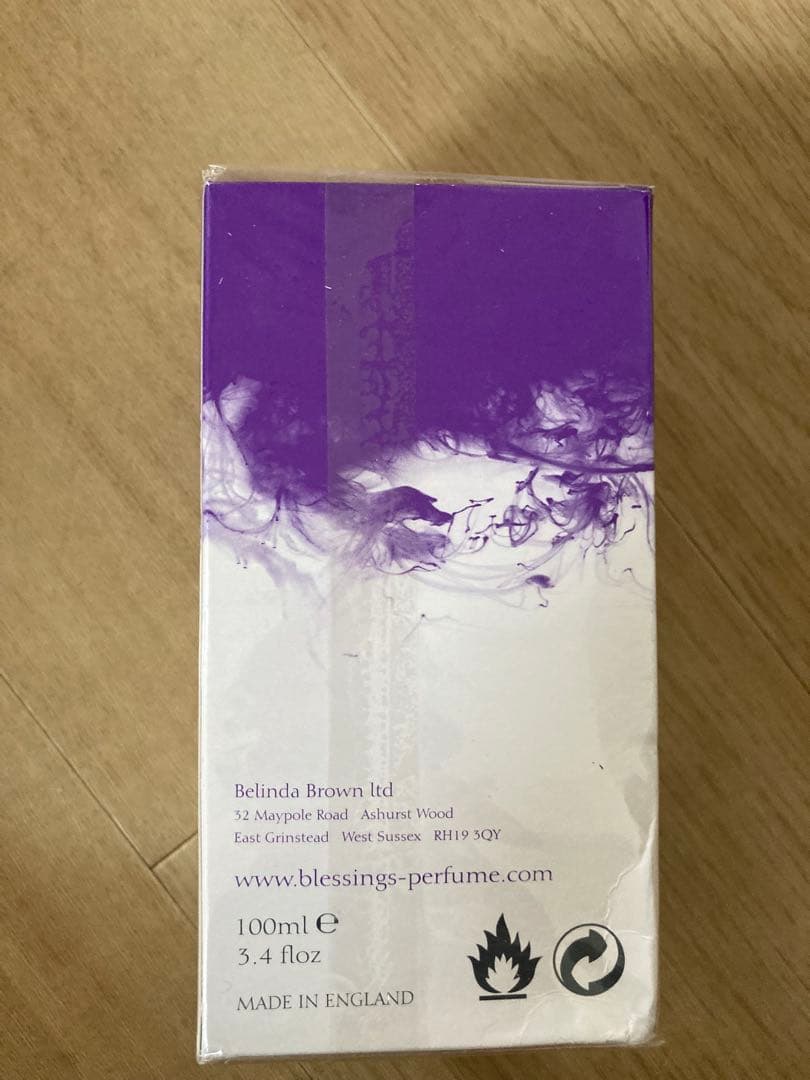 Belinda Brown ltd
32 Maypole Road Ashurst Wood
East Grinstead West Sussex RH19 3QY
www.blessings-perfume.com
100ml ℮
3.4 floz
MADE IN ENGLAND